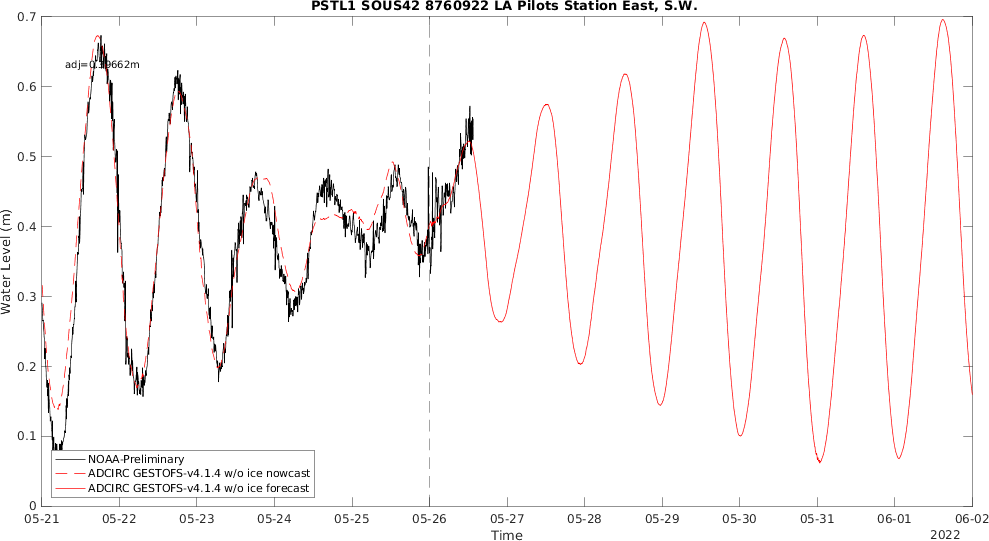 PSTL1 SOUS42 8760922 LA Pilots Station East, S.W.
0.7
0.6
0.5
0.4
0.3
0.2
0.1
0
Water Level (m)
NOAA-Preliminary
ADCIRC GESTOFS-v4.1.4 w/o ice nowcast
ADCIRC GESTOFS-v4.1.4 w/o ice forecast
05-21 05-22 05-23 05-24 05-25 05-26 05-27 05-28 05-29 05-30 05-31 06-01 06-02
Time
2022